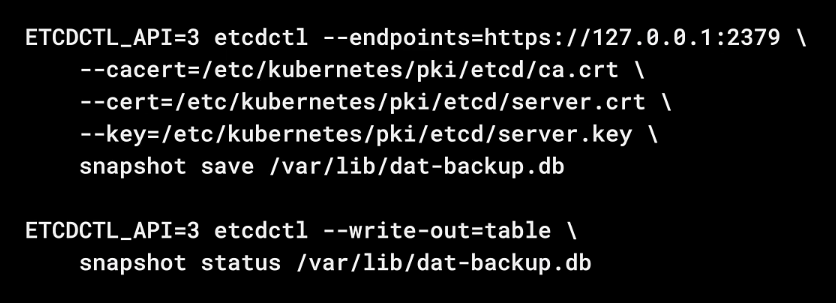 ETCDCTL_API=3 etcdctl --endpoints=https://127.0.0.1:2379 \
    --cacert=/etc/kubernetes/pki/etcd/ca.crt \
    --cert=/etc/kubernetes/pki/etcd/server.crt \
    --key=/etc/kubernetes/pki/etcd/server.key \
    snapshot save /var/lib/dat-backup.db

ETCDCTL_API=3 etcdctl --write-out=table \
    snapshot status /var/lib/dat-backup.db